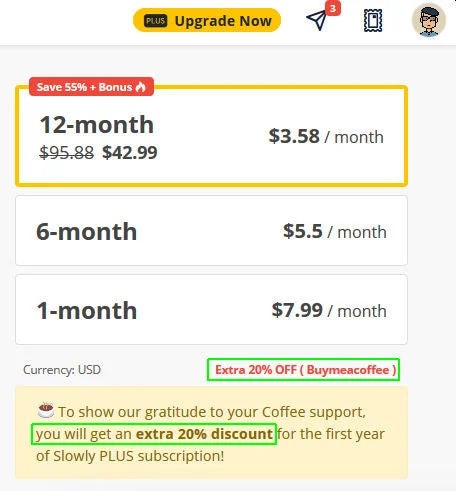 PLUS Upgrade Now
3
Save 55% + Bonus
12-month
$95.88 $42.99
$3.58 / month
6-month
$5.5 / month
1-month
$7.99 / month
Currency: USD
Extra 20% OFF ( Buymeacoffee )
To show our gratitude to your Coffee support,
you will get an extra 20% discount for the first year
of Slowly PLUS subscription!